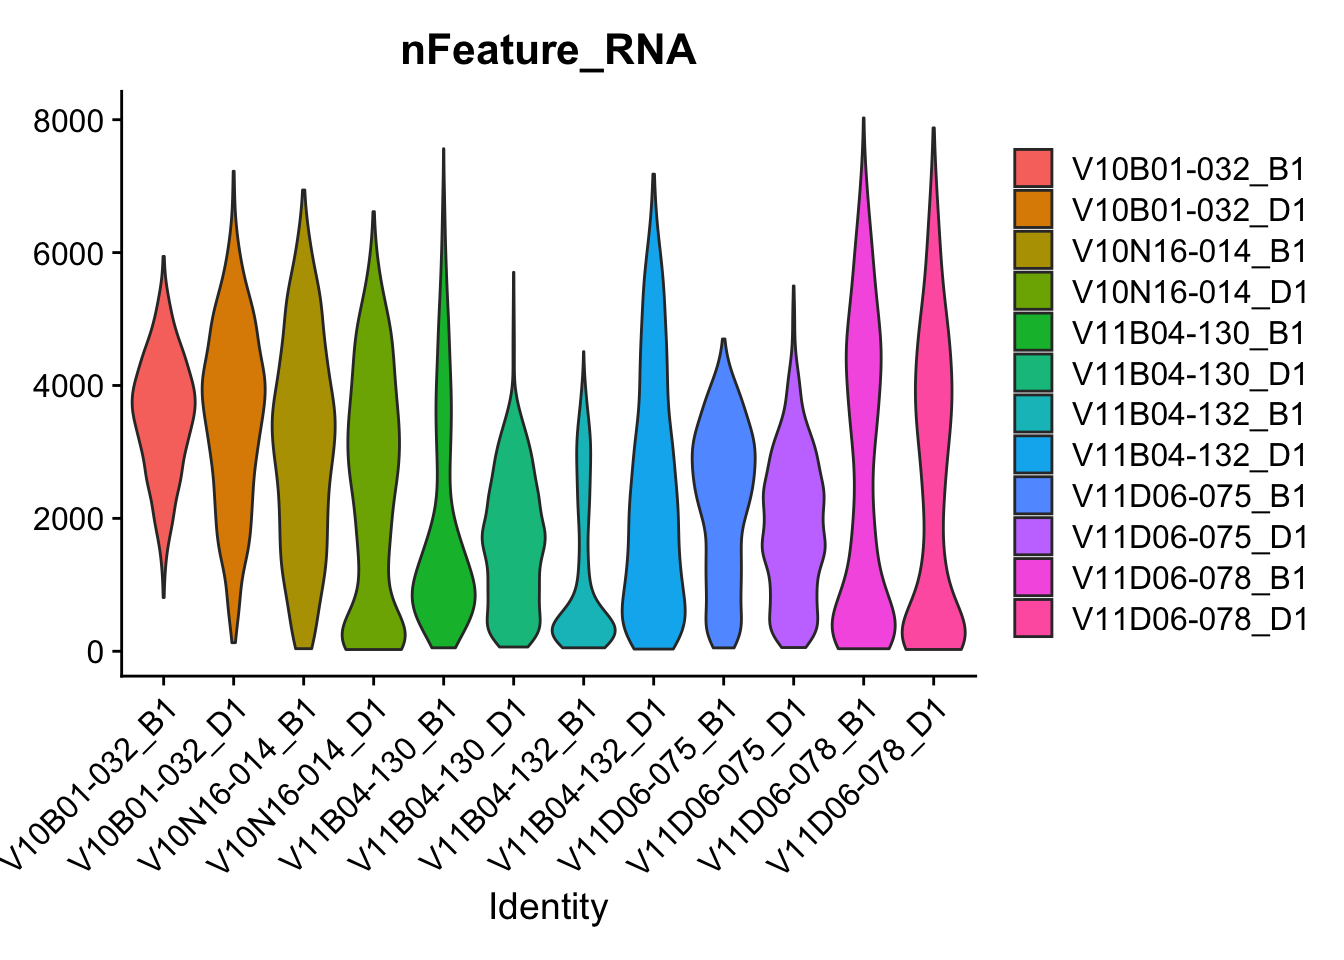 nFeature_RNA
8000
6000
4000
2000
0
V10B01-032_B1
V10B01-032_D1
V10N16-014_B1
V10N16-014_D1
V11B04-130_B1
V11B04-130_D1
V11B04-132_B1
V11B04-132_D1
V11D06-075_B1
V11D06-075_D1
V11D06-078_B1
V11D06-078_D1
Identity
V10B01-032_B1
V10B01-032_D1
V10N16-014_B1
V10N16-014_D1
V11B04-130_B1
V11B04-130_D1
V11B04-132_B1
V11B04-132_D1
V11D06-075_B1
V11D06-075_D1
V11D06-078_B1
V11D06-078_D1